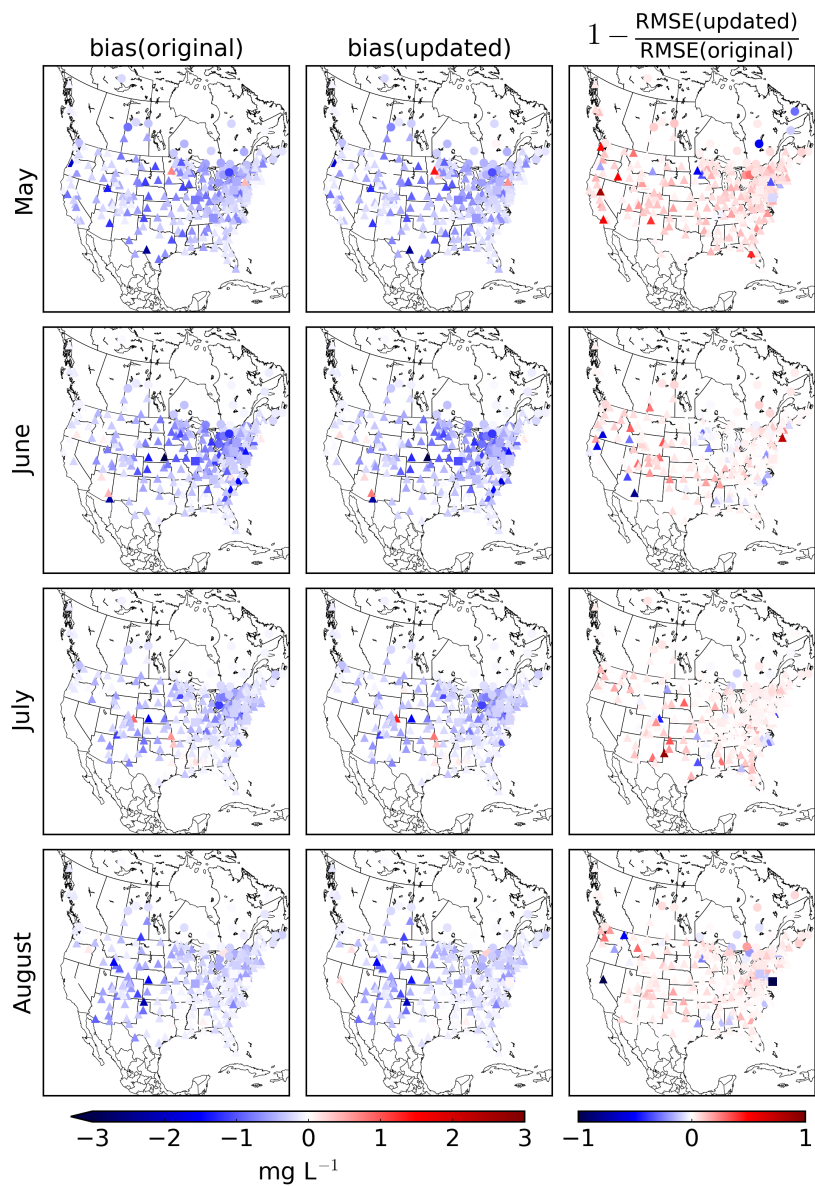 bias(original)
bias(updated)
1 − RMSE(updated)/RMSE(original)
May
June
July
August
−3 −2 −1 0 1 2 3
mg L⁻¹
−1 0 1